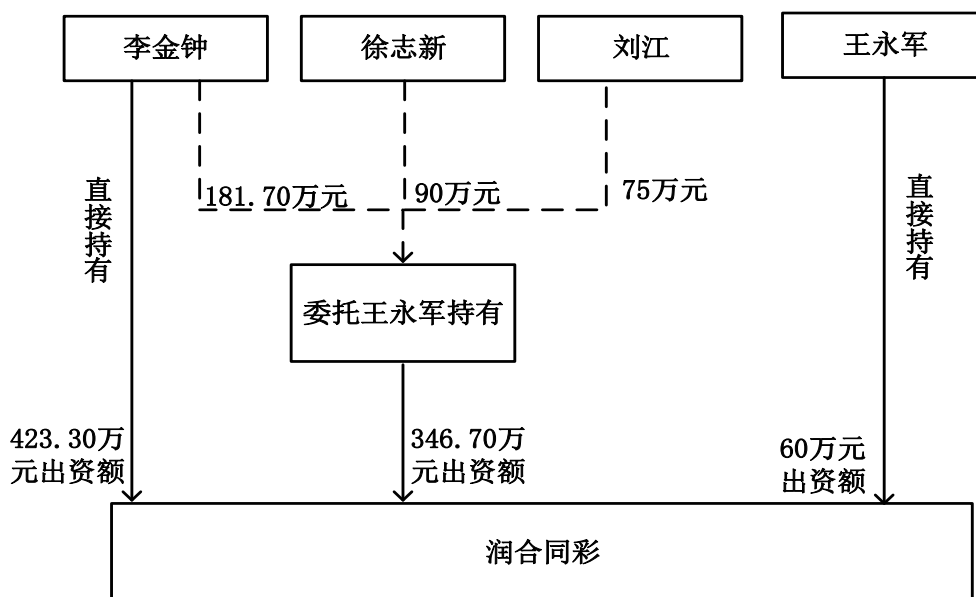 李金钟
徐志新
刘江
王永军
直接持有
181.70万元
90万元
75万元
直接持有
委托王永军持有
423.30万
元出资额
346.70万
元出资额
60万元
出资额
润合同彩